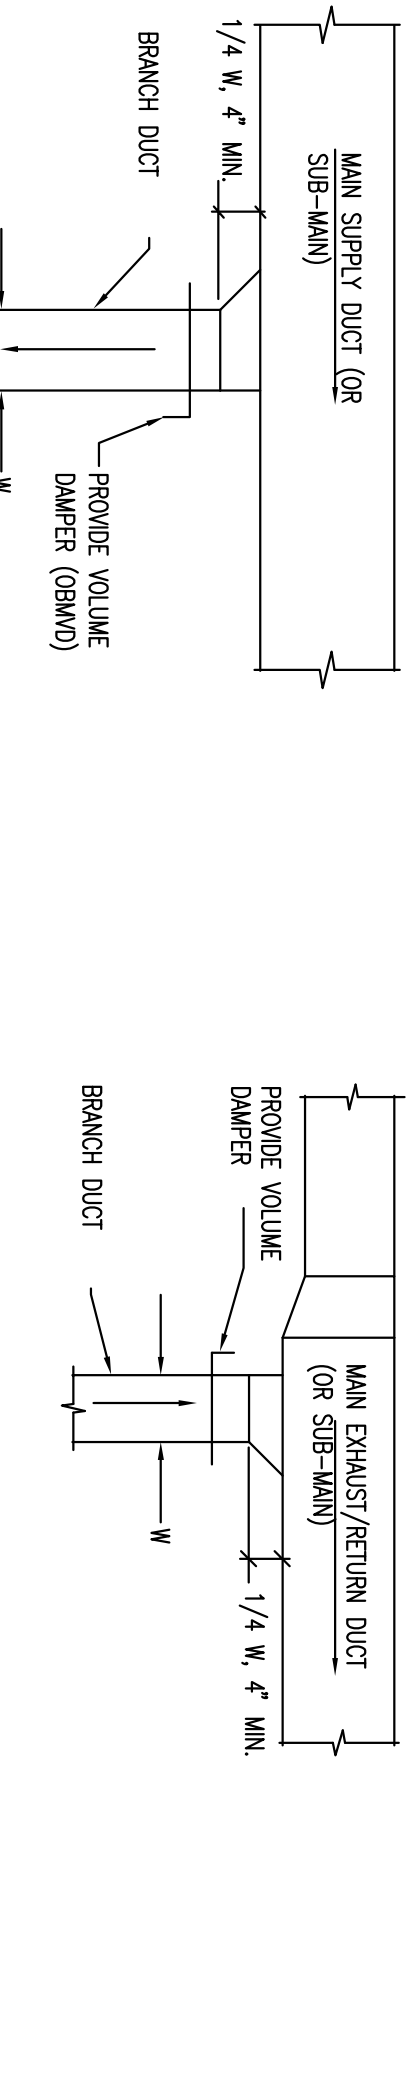 MAIN SUPPLY DUCT (OR
SUB-MAIN)
1/4 W, 4" MIN.
BRANCH DUCT
PROVIDE VOLUME
DAMPER (OBMVD)
W
MAIN EXHAUST/RETURN DUCT
(OR SUB-MAIN)
PROVIDE VOLUME
DAMPER
1/4 W, 4" MIN.
W
BRANCH DUCT